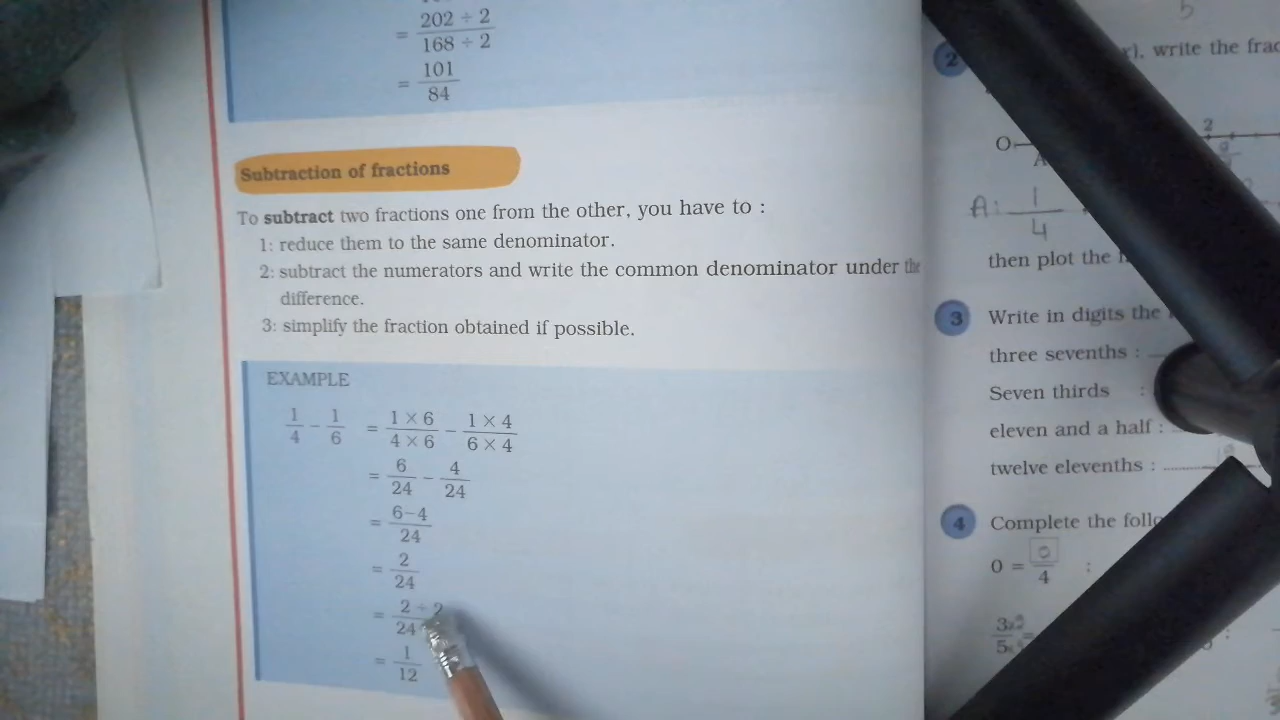 = 202 ÷ 2 / 168 ÷ 2
= 101 / 84
Subtraction of fractions
To subtract two fractions one from the other, you have to :
1: reduce them to the same denominator.
2: subtract the numerators and write the common denominator under the
difference.
3: simplify the fraction obtained if possible.
EXAMPLE
1/4 − 1/6 = 1 × 6 / 4 × 6 − 1 × 4 / 6 × 4
= 6/24 − 4/24
= 6−4 / 24
= 2/24
= 2 ÷ 2 / 24
= 1/12
5
2 write the
2
O
A
A: 1/4
then plot the
3 Write in digits the
three sevenths :
Seven thirds :
eleven and a half :
twelve elevenths :
4 Complete the
0 = 0/4 :
3/5